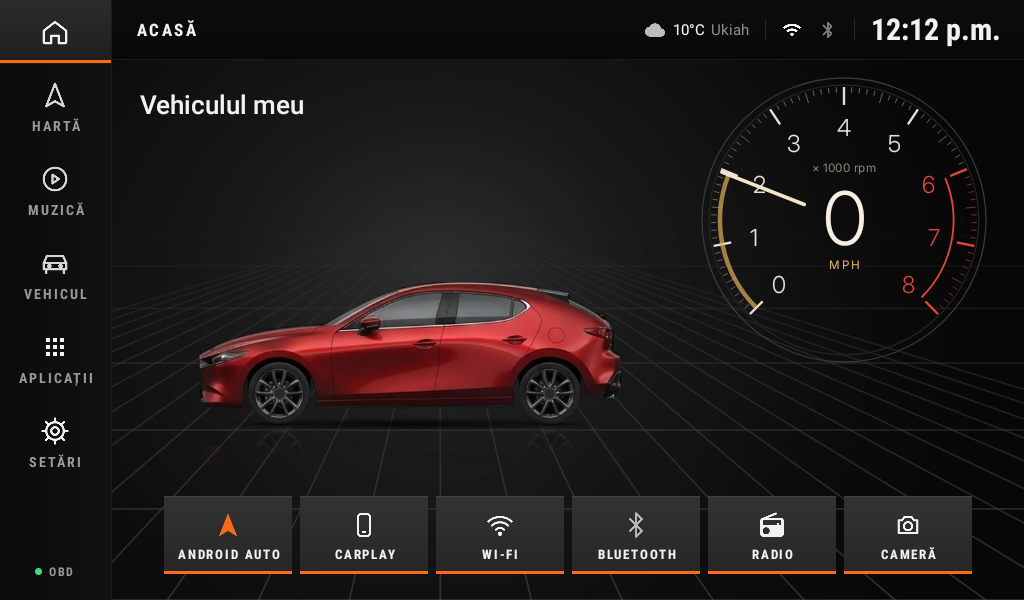 ACASĂ
10°C Ukiah
12:12 p.m.
HARTĂ
MUZICĂ
VEHICUL
APLICAȚII
SETĂRI
OBD
Vehiculul meu
0
1
2
3
4
5
6
7
8
× 1000 rpm
0
MPH
ANDROID AUTO
CARPLAY
WI-FI
BLUETOOTH
RADIO
CAMERĂ